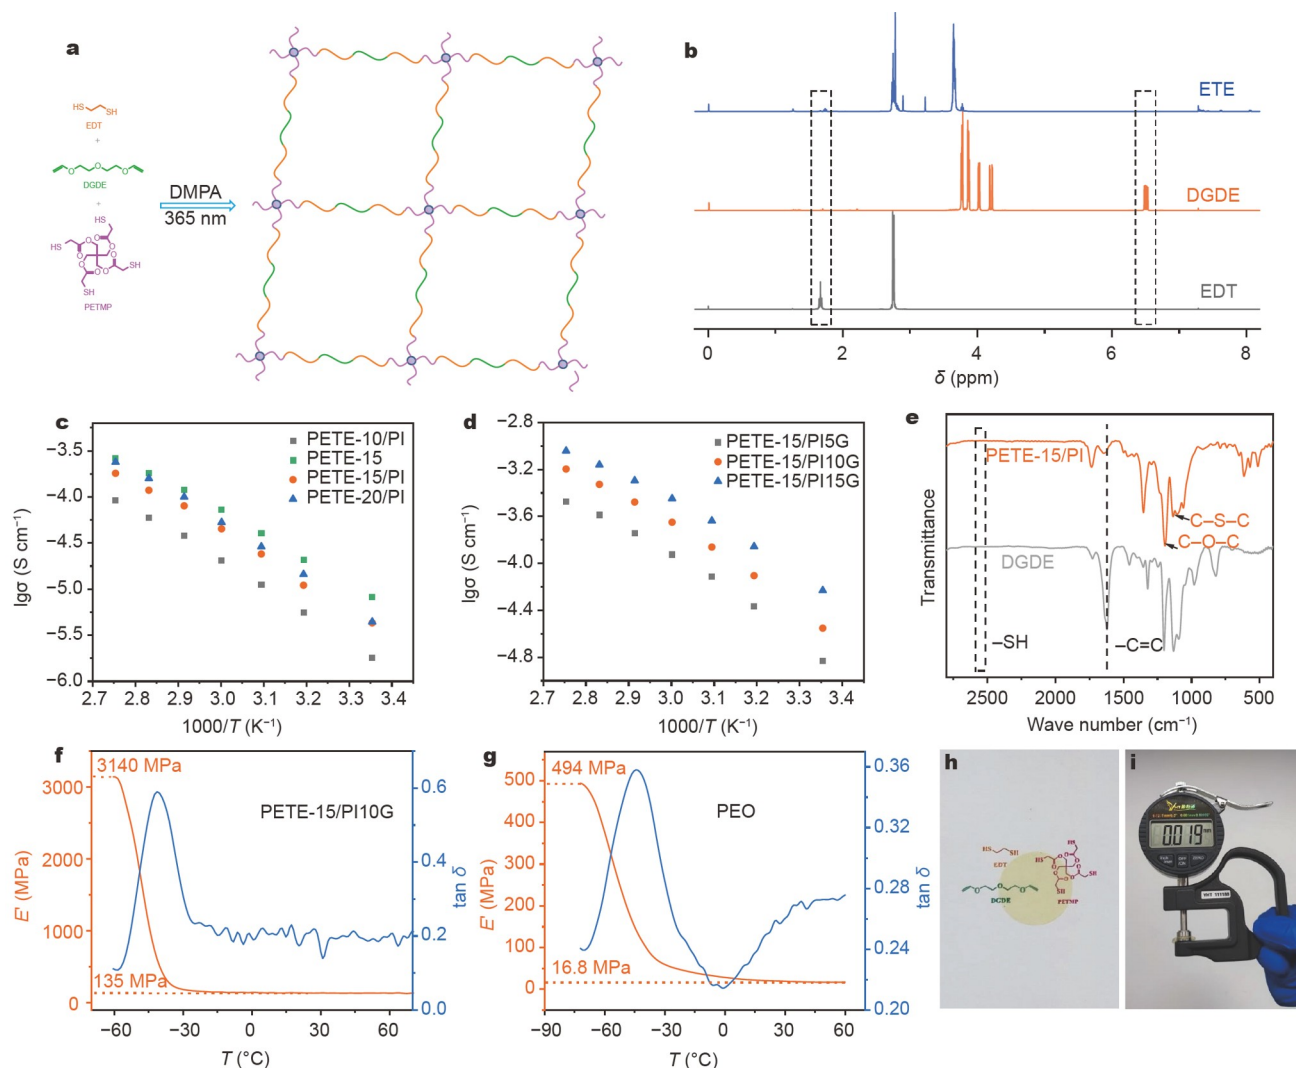 a
HS
SH
EDT
+
O O O
DGDE
+
HS
HS
O O
O O
O O
O O
SH
SH
PETMP
DMPA
365 nm
b
ETE
DGDE
EDT
0 2 4 6 8
δ (ppm)
c
PETE-10/PI
PETE-15
PETE-15/PI
PETE-20/PI
−3.5
−4.0
−4.5
−5.0
−5.5
−6.0
lgσ (S cm⁻¹)
2.7 2.8 2.9 3.0 3.1 3.2 3.3 3.4
1000/T (K⁻¹)
d
PETE-15/PI5G
PETE-15/PI10G
PETE-15/PI15G
−2.8
−3.2
−3.6
−4.0
−4.4
−4.8
lgσ (S cm⁻¹)
2.7 2.8 2.9 3.0 3.1 3.2 3.3 3.4
1000/T (K⁻¹)
e
PETE-15/PI
C–S–C
C–O–C
DGDE
–SH
–C=C
Transmittance
2500 2000 1500 1000 500
Wave number (cm⁻¹)
f
3140 MPa
PETE-15/PI10G
135 MPa
3000
2000
1000
0
E' (MPa)
0.6
0.4
0.2
0.0
tan δ
−60 −30 0 30 60
T (°C)
g
494 MPa
PEO
16.8 MPa
500
400
300
200
100
0
E' (MPa)
0.36
0.32
0.28
0.24
0.20
tan δ
−90 −60 −30 0 30 60
T (°C)
h
HS
SH
EDT
DGDE
HS
HS
SH
SH
PETMP
i
0.019